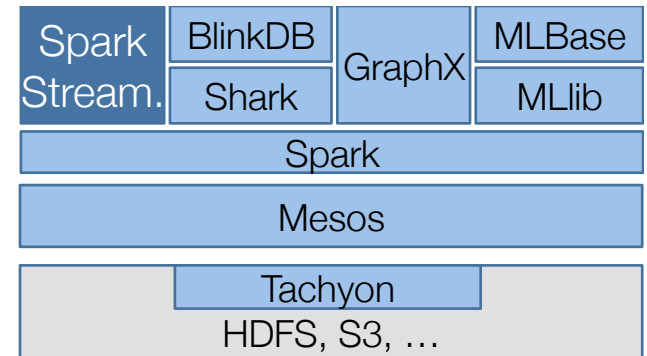 Spark
Stream.
BlinkDB
Shark
GraphX
MLBase
MLlib
Spark
Mesos
Tachyon
HDFS, S3, …